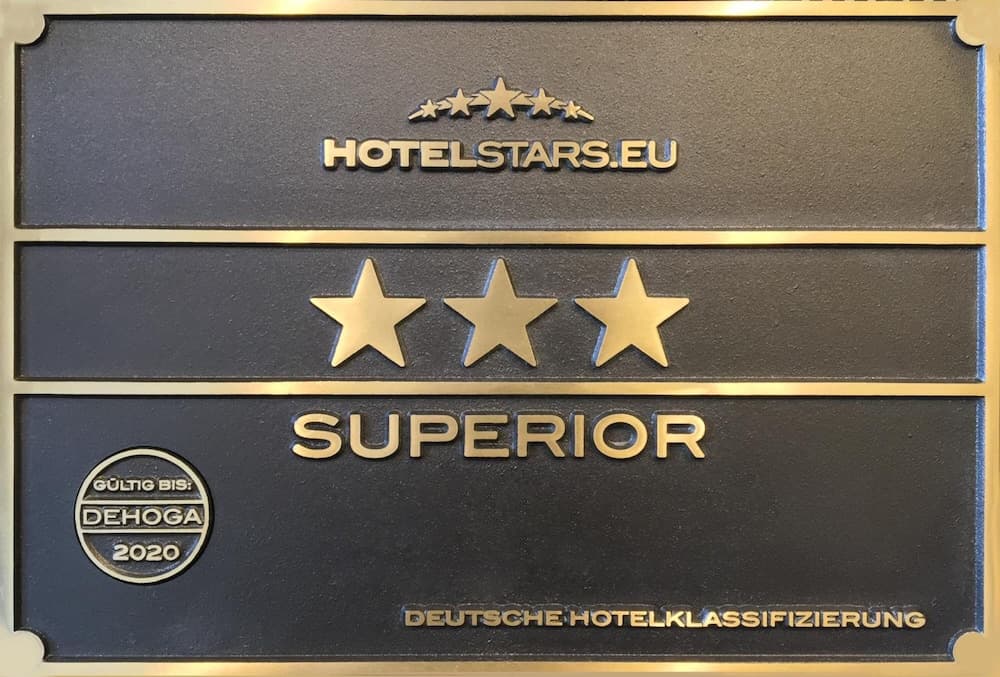 HOTELSTARS.EU
SUPERIOR
GÜLTIG BIS:
DEHOGA
2020
DEUTSCHE HOTELKLASSIFIZIERUNG